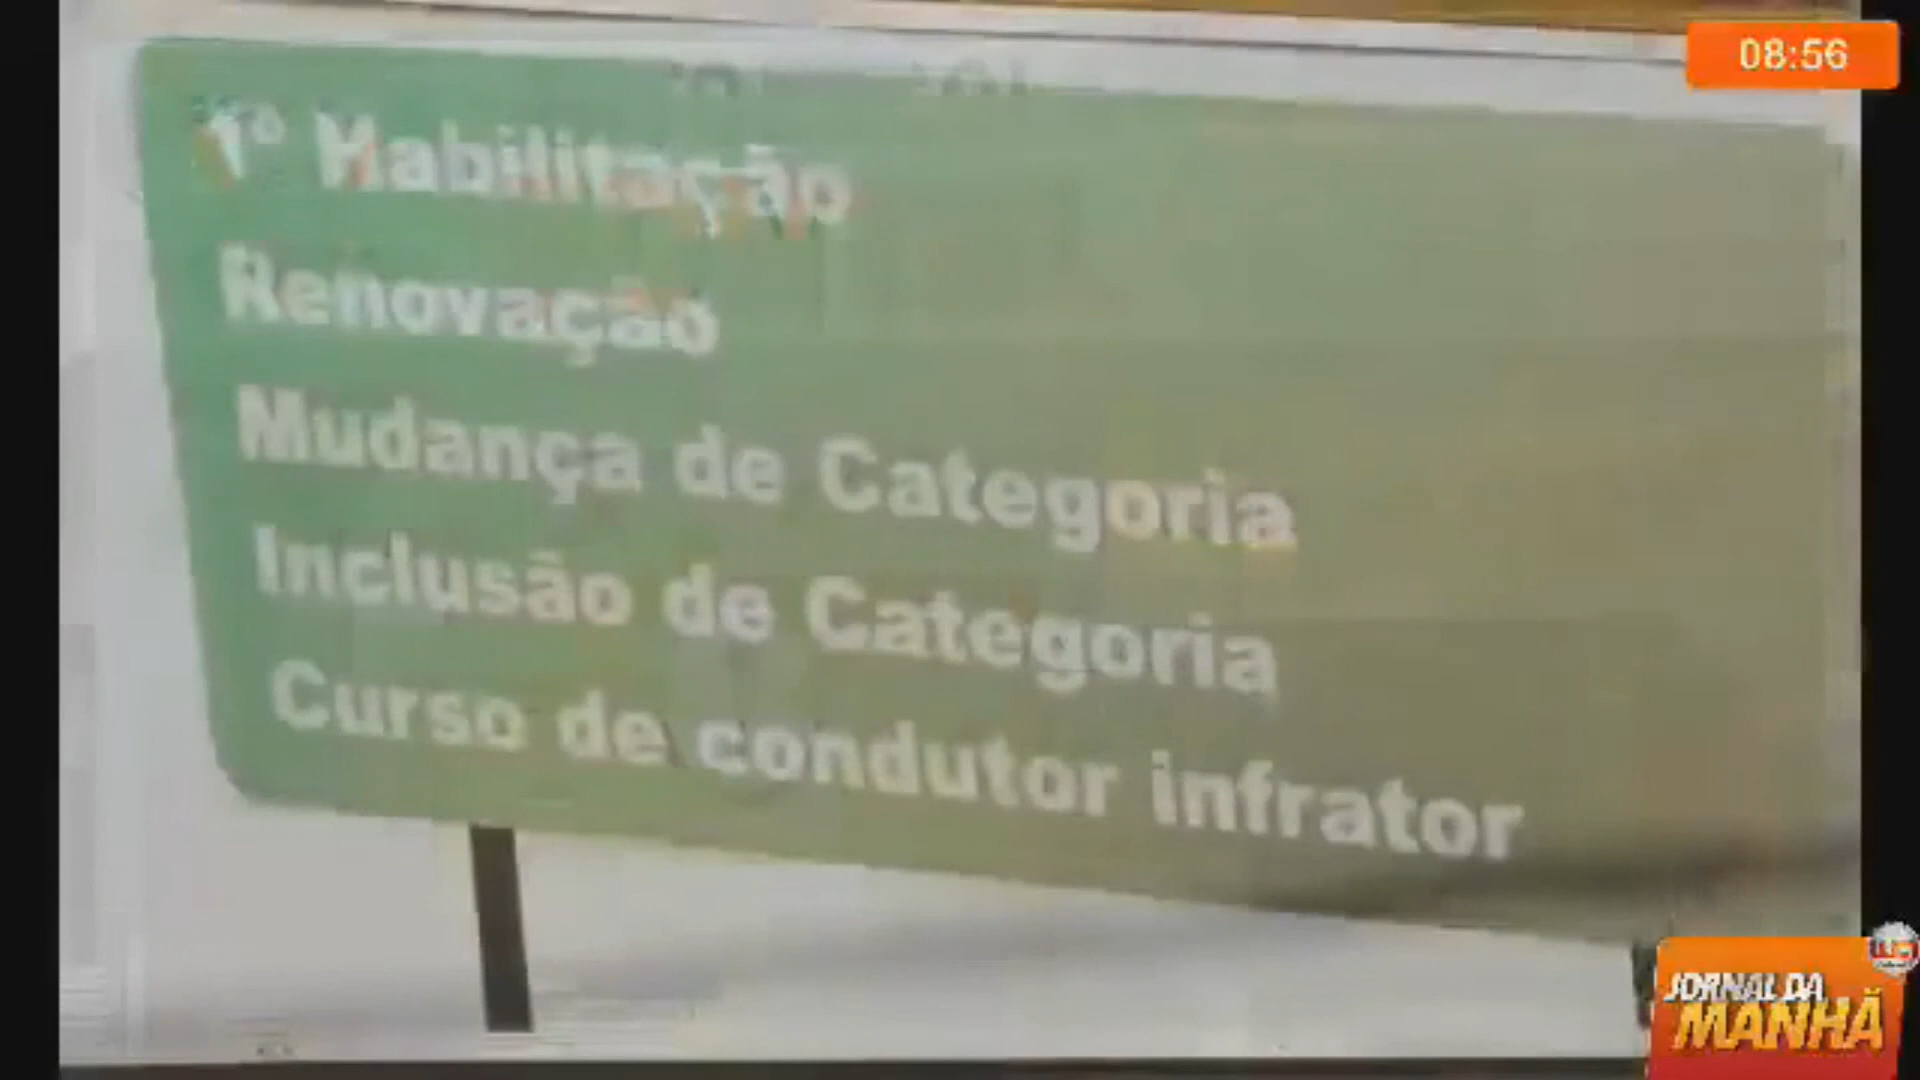 08:56
1º Habilitação
Renovação
Mudança de Categoria
Inclusão de Categoria
Curso de condutor infrator
JORNAL DA
MANHÃ